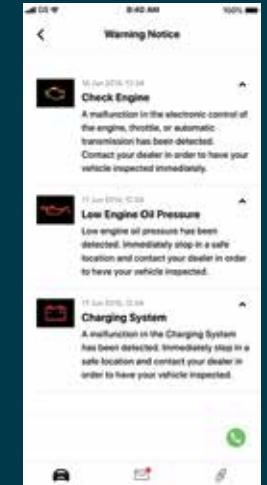 8:40 AM 100%
Warning Notice
Check Engine
A malfunction in the electronic control of
the engine, throttle, or automatic
transmission has been detected.
Contact your dealer in order to have your
vehicle inspected immediately.
Low Engine Oil Pressure
Low engine oil pressure has been
detected. Immediately stop in a safe
location and contact your dealer in order
to have your vehicle inspected.
Charging System
A malfunction in the Charging System
has been detected. Immediately stop in a
safe location and contact your dealer in
order to have your vehicle inspected.